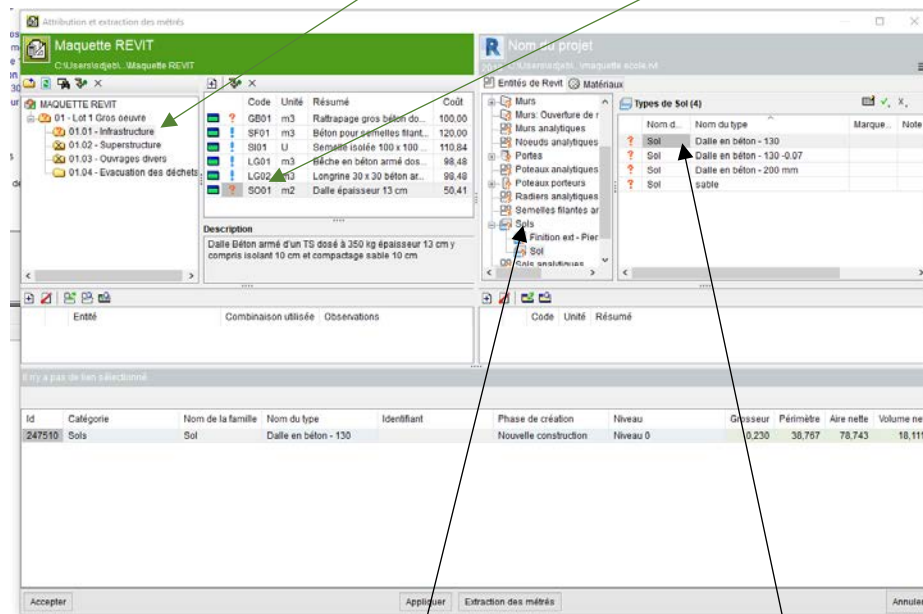 Attribution et extraction des métrés
Maquette REVIT
Nom du projet
Entités de Revit Matériaux
MAQUETTE REVIT
01 - Lot 1 Gros oeuvre
01.01 - Infrastructure
01.02 - Superstructure
01.03 - Ouvrages divers
01.04 - Evacuation des déchets
Code Unité Résumé Coût
GB01 m3 Rattrapage gros béton do... 100,00
SF01 m3 Béton pour semelles filant... 120,00
SI01 U Semelle isolée 100 x 100 ... 110,84
LG01 m3 Bêche en béton armé dos... 98,48
LG02 m3 Longrine 30 x 30 béton ar... 98,48
SO01 m2 Dalle épaisseur 13 cm 50,41
Description
Dalle Béton armé d'un TS dosé à 350 kg épaisseur 13 cm y
compris isolant 10 cm et compactage sable 10 cm
Murs
Murs: Ouverture de r
Murs analytiques
Noeuds analytiques
Portes
Poteaux analytiques
Poteaux porteurs
Radiers analytiques
Semelles filantes ar
Sols
Finition ext - Pier
Sol
Sols analytiques
Types de Sol (4)
Nom d... Nom du type Marque... Note
? Sol Dalle en béton - 130
? Sol Dalle en béton - 130 -0.07
? Sol Dalle en béton - 200 mm
? Sol sable
Entité Combinaison utilisée Observations
Code Unité Résumé
Il n'y a pas de lien sélectionné
Id Catégorie Nom de la famille Nom du type Identifiant Phase de création Niveau Grosseur Périmètre Aire nette Volume ne
247510 Sols Sol Dalle en béton - 130 Nouvelle construction Niveau 0 0,230 38,767 78,743 18,11
Accepter Appliquer Extraction des métrés Annuler